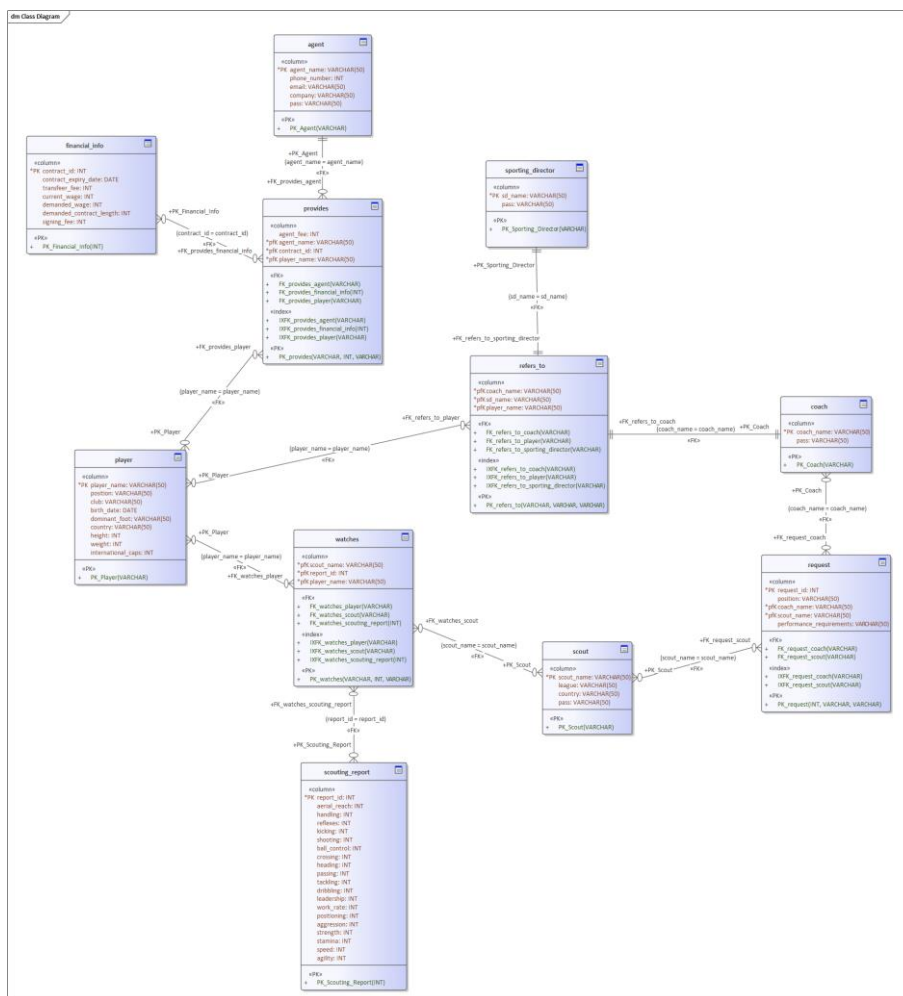 dm Class Diagram
agent
«column»
*PK agent_name: VARCHAR(50)
phone_number: INT
email: VARCHAR(50)
company: VARCHAR(50)
pass: VARCHAR(50)
«PK»
+ PK_Agent(VARCHAR)
+PK_Agent
(agent_name = agent_name)
«FK»
+FK_provides_agent
financial_info
«column»
*PK contract_id: INT
contract_expiry_date: DATE
transfeer_fee: INT
current_wage: INT
demanded_wage: INT
demanded_contract_length: INT
signing_fee: INT
«PK»
+ PK_Financial_Info(INT)
+PK_Financial_Info
(contract_id = contract_id)
«FK»
+FK_provides_financial_info
provides
«column»
agent_fee: INT
*pfK agent_name: VARCHAR(50)
*pfK contract_id: INT
*pfK player_name: VARCHAR(50)
«FK»
+ FK_provides_agent(VARCHAR)
+ FK_provides_financial_info(INT)
+ FK_provides_player(VARCHAR)
«index»
+ IXFK_provides_agent(VARCHAR)
+ IXFK_provides_financial_info(INT)
+ IXFK_provides_player(VARCHAR)
«PK»
+ PK_provides(VARCHAR, INT, VARCHAR)
+FK_provides_player
(player_name = player_name)
«FK»
+PK_Player
sporting_director
«column»
*PK sd_name: VARCHAR(50)
pass: VARCHAR(50)
«PK»
+ PK_Sporting_Director(VARCHAR)
+PK_Sporting_Director
(sd_name = sd_name)
«FK»
+FK_refers_to_sporting_director
refers_to
«column»
*pfK coach_name: VARCHAR(50)
*pfK sd_name: VARCHAR(50)
*pfK player_name: VARCHAR(50)
«FK»
+ FK_refers_to_coach(VARCHAR)
+ FK_refers_to_player(VARCHAR)
+ FK_refers_to_sporting_director(VARCHAR)
«index»
+ IXFK_refers_to_coach(VARCHAR)
+ IXFK_refers_to_player(VARCHAR)
+ IXFK_refers_to_sporting_director(VARCHAR)
«PK»
+ PK_refers_to(VARCHAR, VARCHAR, VARCHAR)
+FK_refers_to_coach
(coach_name = coach_name)
«FK»
+PK_Coach
coach
«column»
*PK coach_name: VARCHAR(50)
pass: VARCHAR(50)
«PK»
+ PK_Coach(VARCHAR)
+PK_Coach
(coach_name = coach_name)
«FK»
+FK_request_coach
+FK_refers_to_player
(player_name = player_name)
«FK»
+PK_Player
player
«column»
*PK player_name: VARCHAR(50)
position: VARCHAR(50)
club: VARCHAR(50)
birth_date: DATE
dominant_foot: VARCHAR(50)
country: VARCHAR(50)
height: INT
weight: INT
international_caps: INT
«PK»
+ PK_Player(VARCHAR)
+PK_Player
(player_name = player_name)
«FK»
+FK_watches_player
watches
«column»
*pfK scout_name: VARCHAR(50)
*pfK report_id: INT
*pfK player_name: VARCHAR(50)
«FK»
+ FK_watches_player(VARCHAR)
+ FK_watches_scout(VARCHAR)
+ FK_watches_scouting_report(INT)
«index»
+ IXFK_watches_player(VARCHAR)
+ IXFK_watches_scout(VARCHAR)
+ IXFK_watches_scouting_report(INT)
«PK»
+ PK_watches(VARCHAR, INT, VARCHAR)
+FK_watches_scout
(scout_name = scout_name)
«FK»
+PK_Scout
scout
«column»
*PK scout_name: VARCHAR(50)
league: VARCHAR(50)
country: VARCHAR(50)
pass: VARCHAR(50)
«PK»
+ PK_Scout(VARCHAR)
+FK_request_scout
(scout_name = scout_name)
«FK»
+PK_Scout
request
«column»
*PK request_id: INT
position: VARCHAR(50)
*pfK coach_name: VARCHAR(50)
*pfK scout_name: VARCHAR(50)
performance_requirements: VARCHAR(50)
«FK»
+ FK_request_coach(VARCHAR)
+ FK_request_scout(VARCHAR)
«index»
+ IXFK_request_coach(VARCHAR)
+ IXFK_request_scout(VARCHAR)
«PK»
+ PK_request(INT, VARCHAR, VARCHAR)
+FK_watches_scouting_report
(report_id = report_id)
«FK»
+PK_Scouting_Report
scouting_report
«column»
*PK report_id: INT
aerial_reach: INT
handling: INT
reflexes: INT
kicking: INT
shooting: INT
ball_control: INT
crossing: INT
heading: INT
passing: INT
tackling: INT
dribbling: INT
leadership: INT
work_rate: INT
positioning: INT
aggression: INT
strength: INT
stamina: INT
speed: INT
agility: INT
«PK»
+ PK_Scouting_Report(INT)